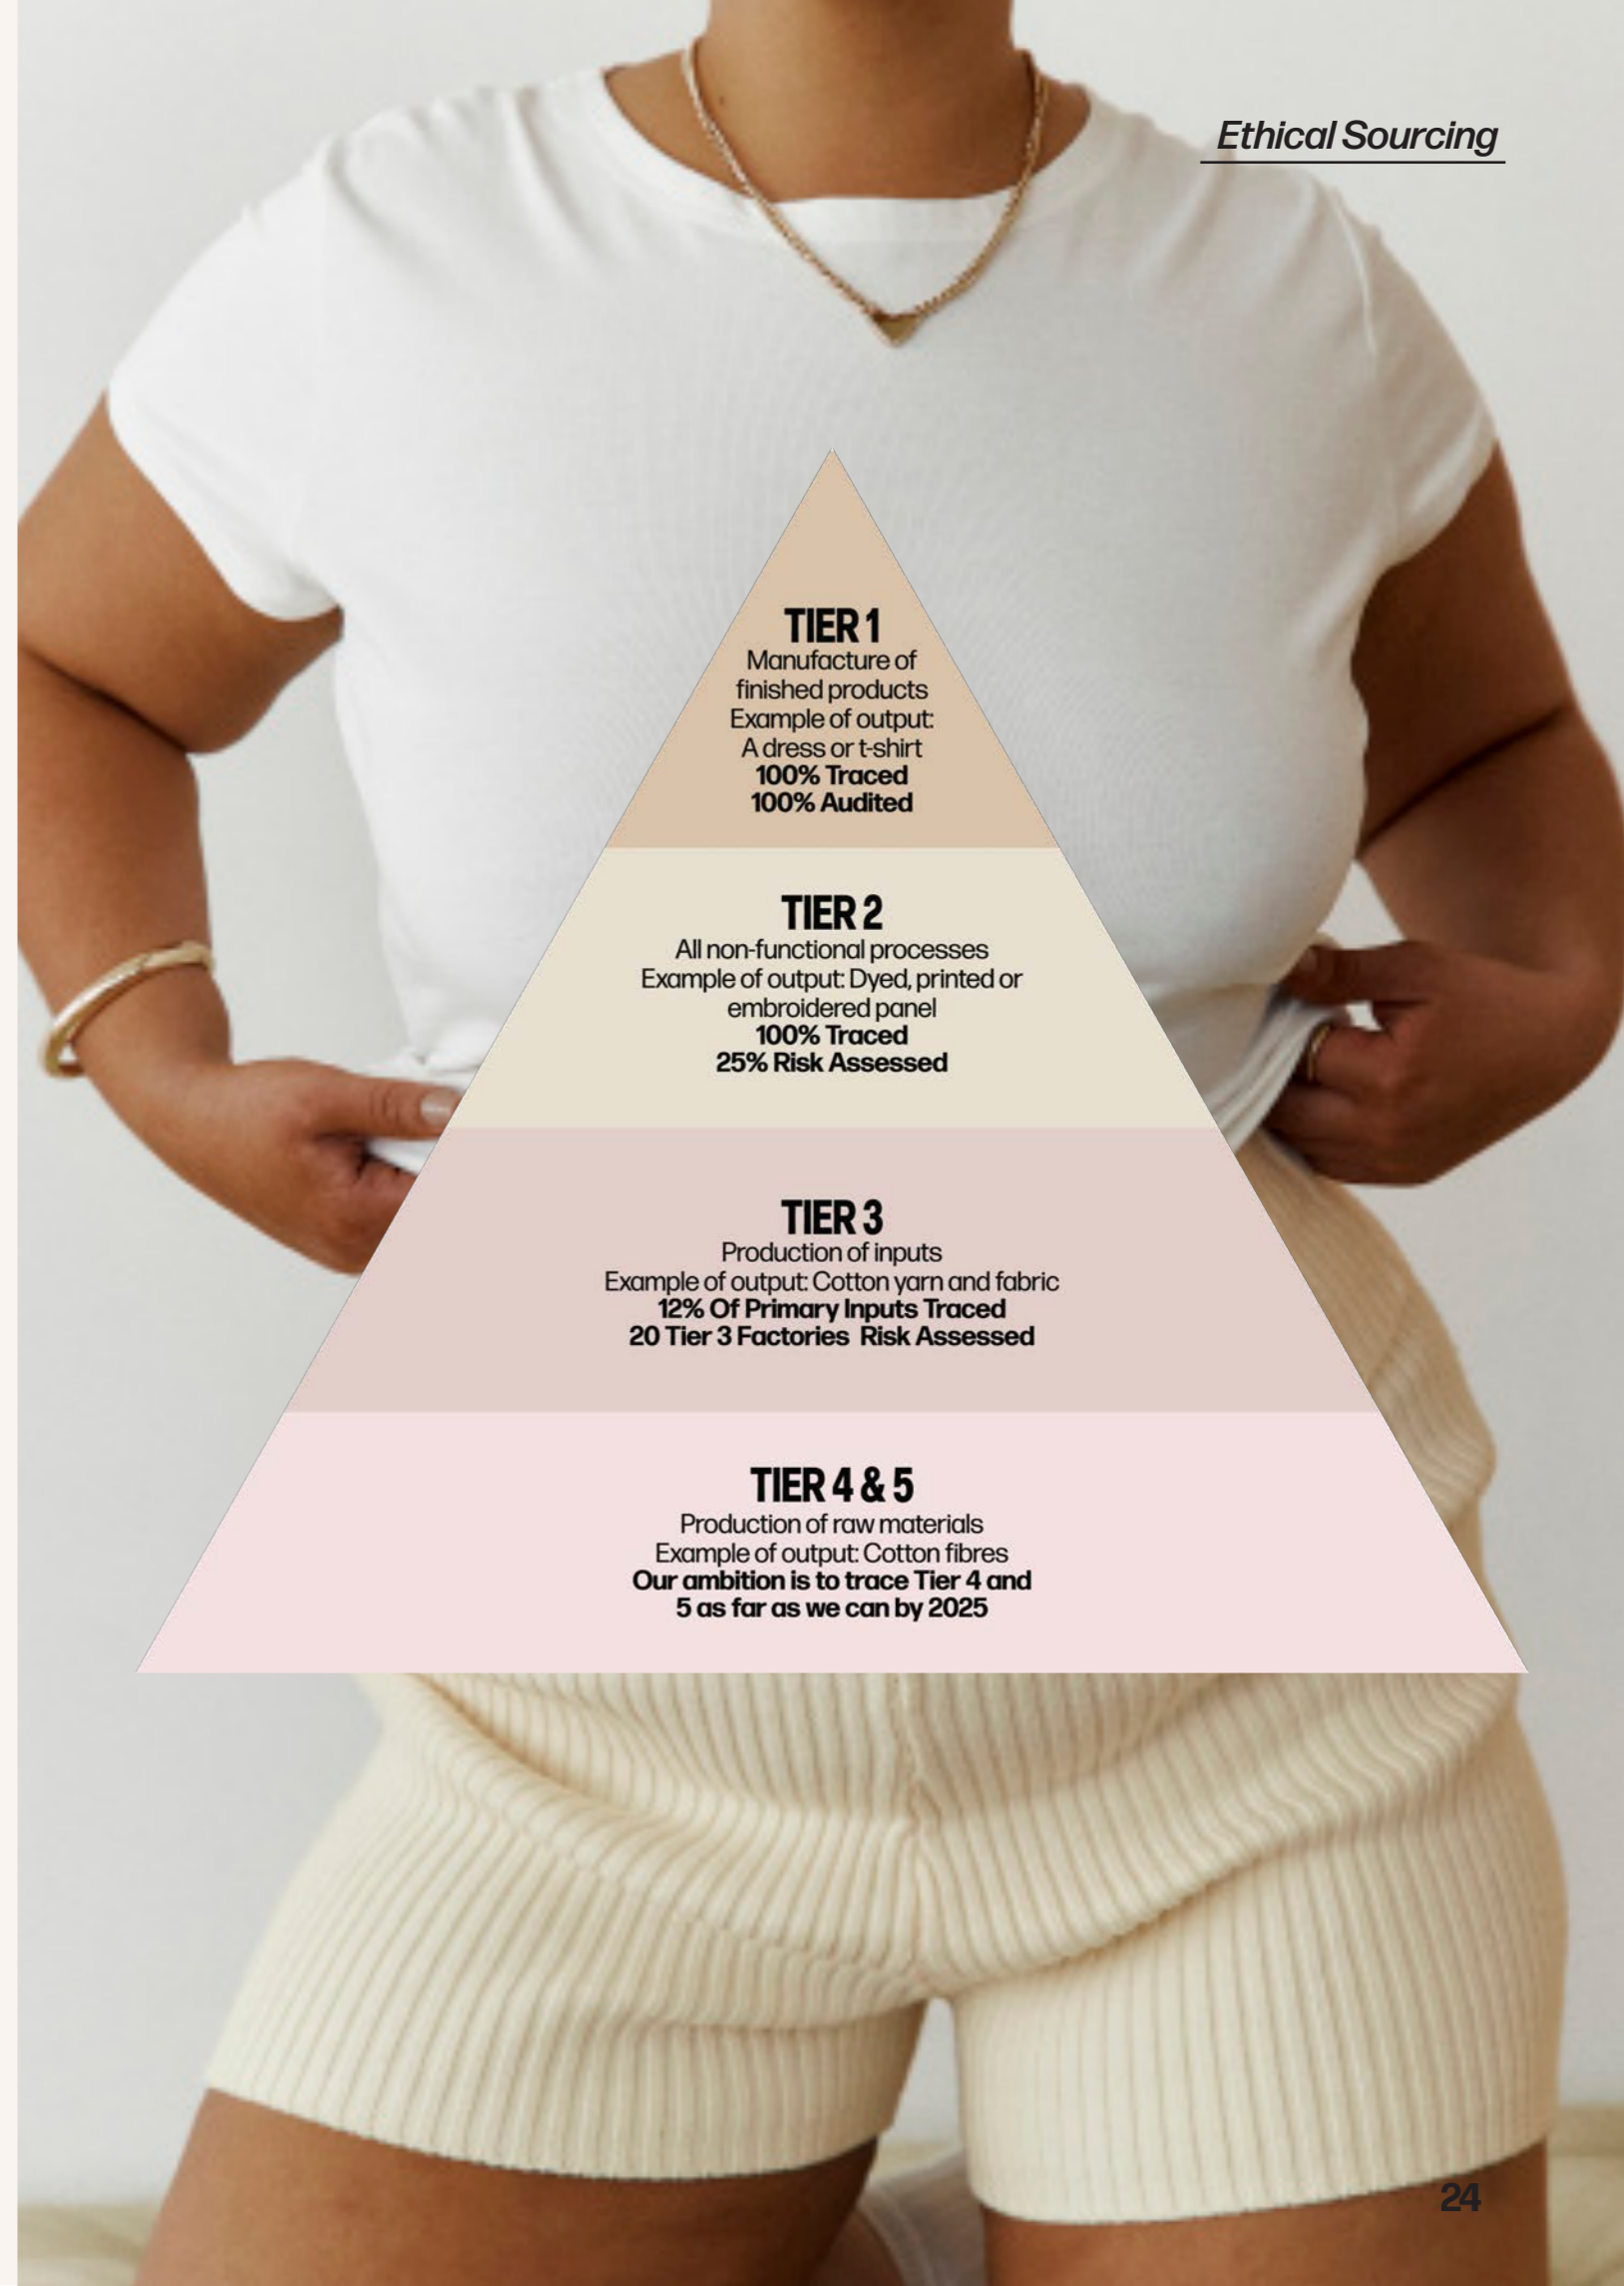 Ethical Sourcing
TIER 1
Manufacture of
finished products
Example of output:
A dress or t-shirt
100% Traced
100% Audited
TIER 2
All non-functional processes
Example of output: Dyed, printed or
embroidered panel
100% Traced
25% Risk Assessed
TIER 3
Production of inputs
Example of output: Cotton yarn and fabric
12% Of Primary Inputs Traced
20 Tier 3 Factories Risk Assessed
TIER 4 & 5
Production of raw materials
Example of output: Cotton fibres
Our ambition is to trace Tier 4 and
5 as far as we can by 2025
24